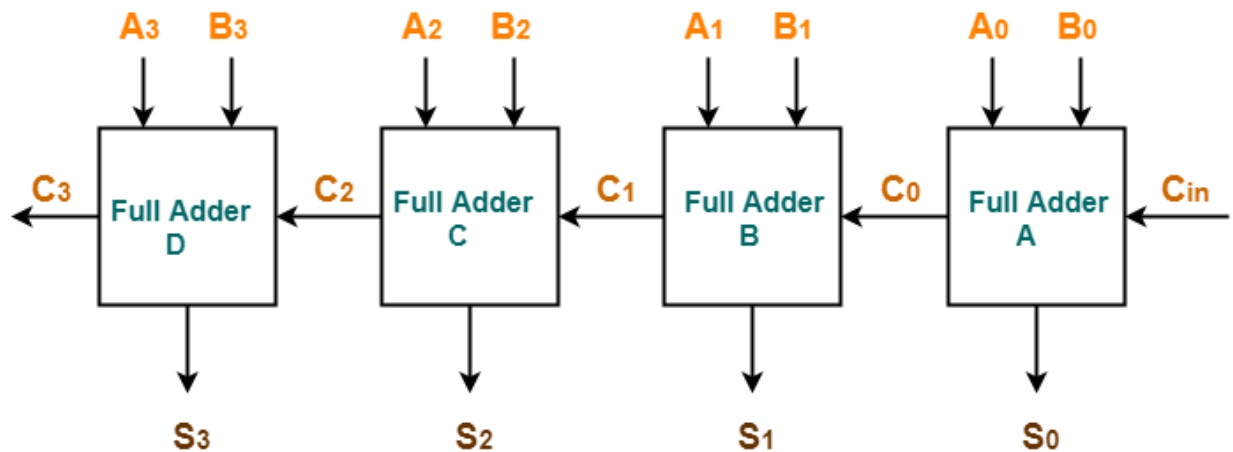 A3 B3 A2 B2 A1 B1 A0 B0
C3 Full Adder D C2 Full Adder C C1 Full Adder B C0 Full Adder A Cin
S3 S2 S1 S0